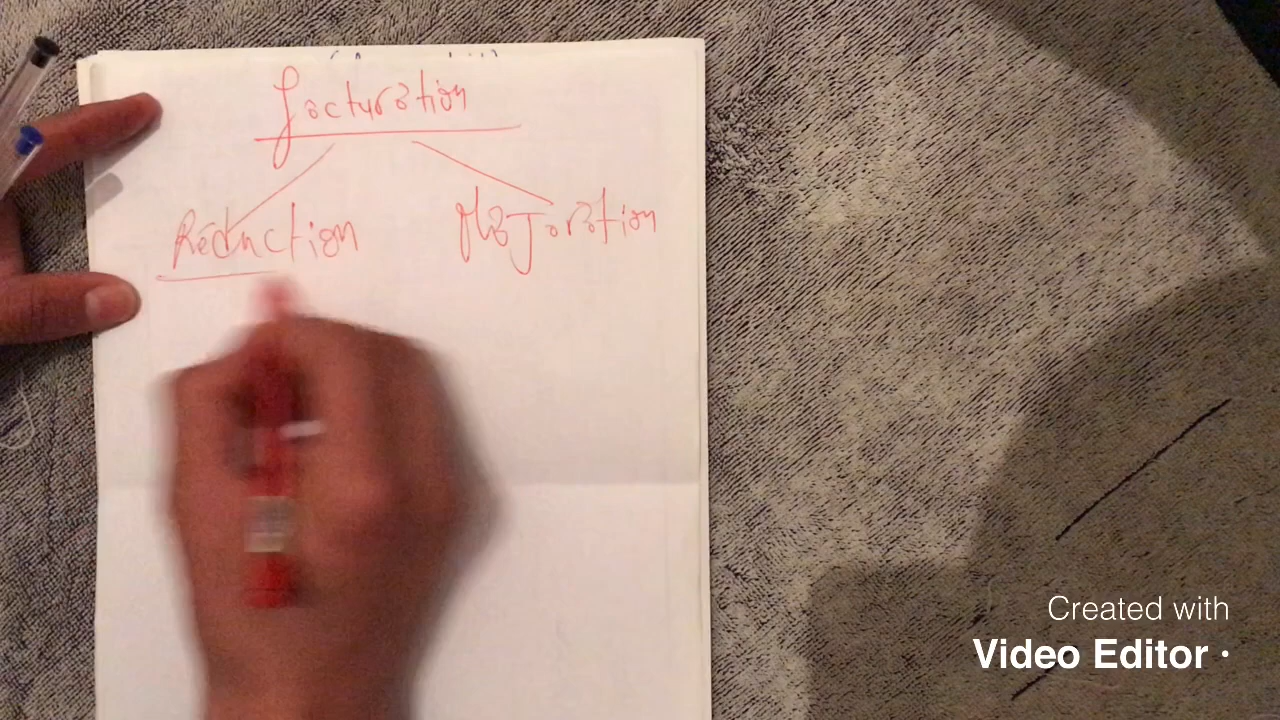 facturation
Réduction Majoration
Created with
Video Editor